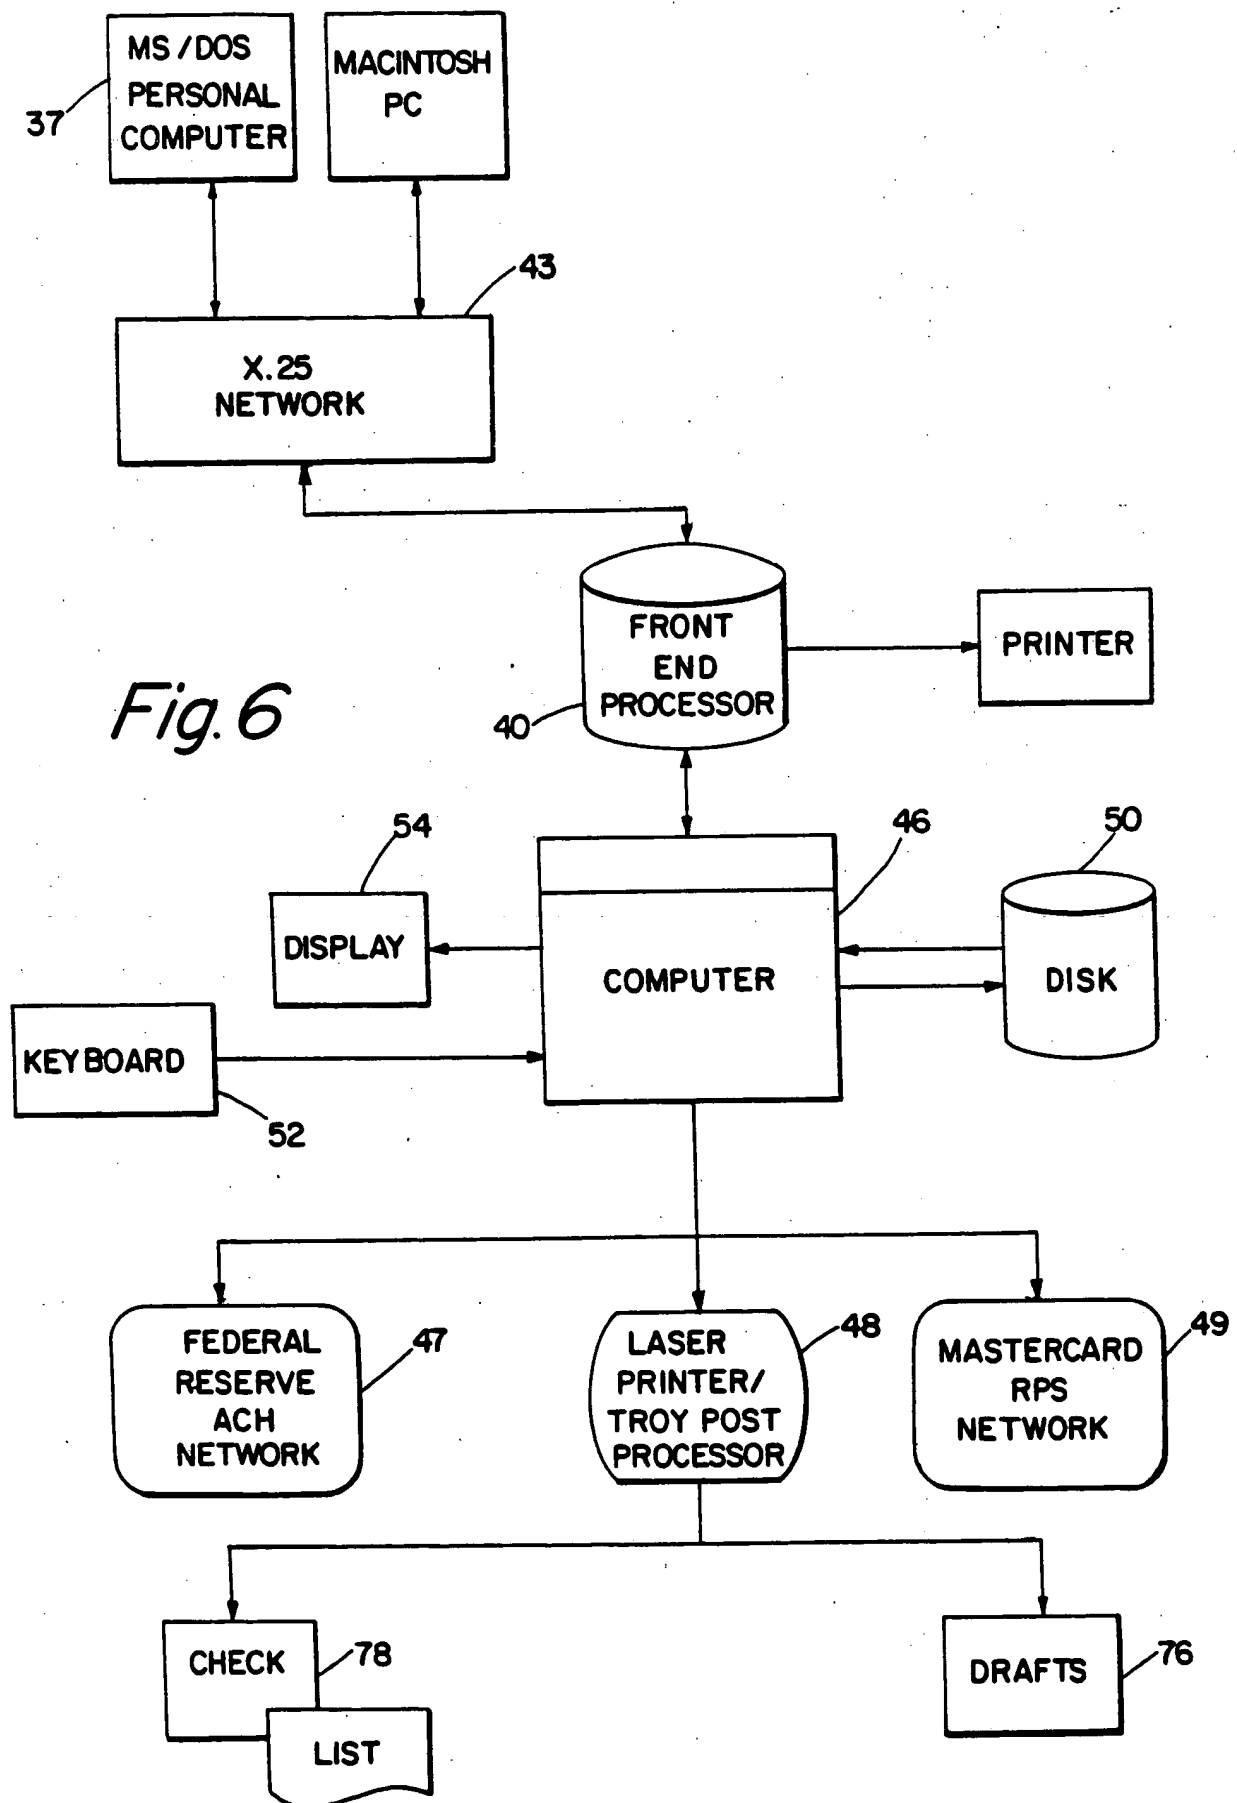 MS/DOS
PERSONAL
COMPUTER
MACINTOSH
PC
37
43
X.25
NETWORK
FRONT
END
PROCESSOR
PRINTER
Fig. 6
40
54
46
50
DISPLAY
COMPUTER
DISK
KEYBOARD
52
FEDERAL
RESERVE
ACH
NETWORK
47
LASER
PRINTER/
TROY POST
PROCESSOR
48
MASTERCARD
RPS
NETWORK
49
CHECK
78
LIST
DRAFTS
76